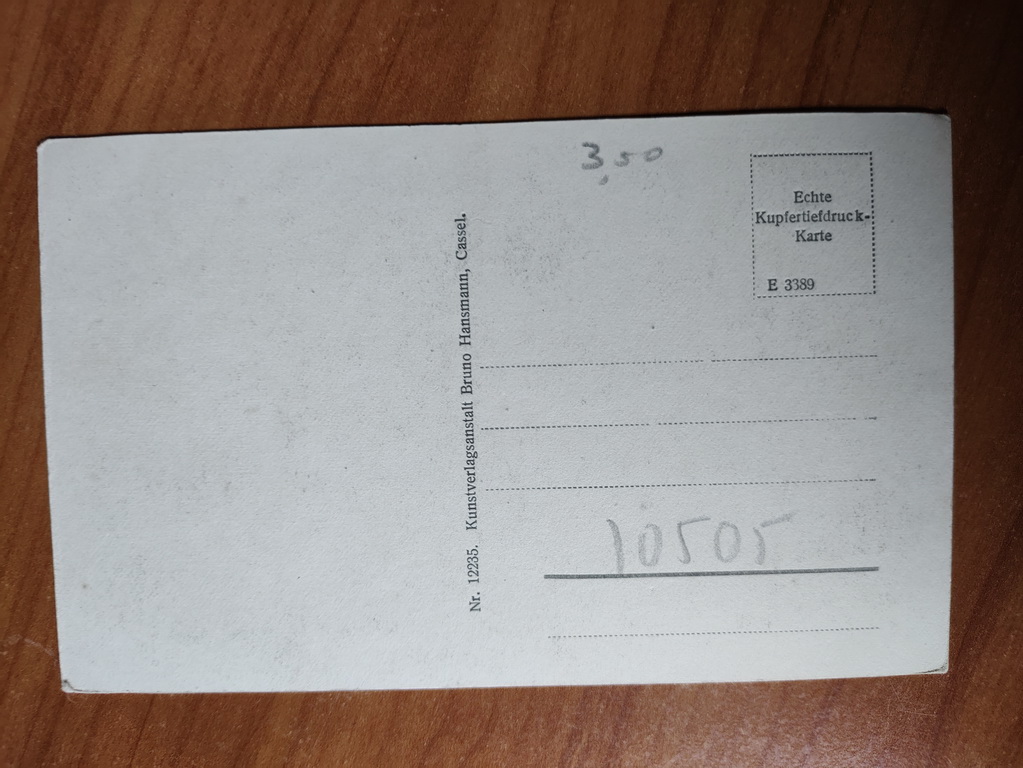 3,50
Echte
Kupfertiefdruck-
Karte
E 3389
Nr. 12235. Kunstverlagsanstalt Bruno Hansmann, Cassel.
10505